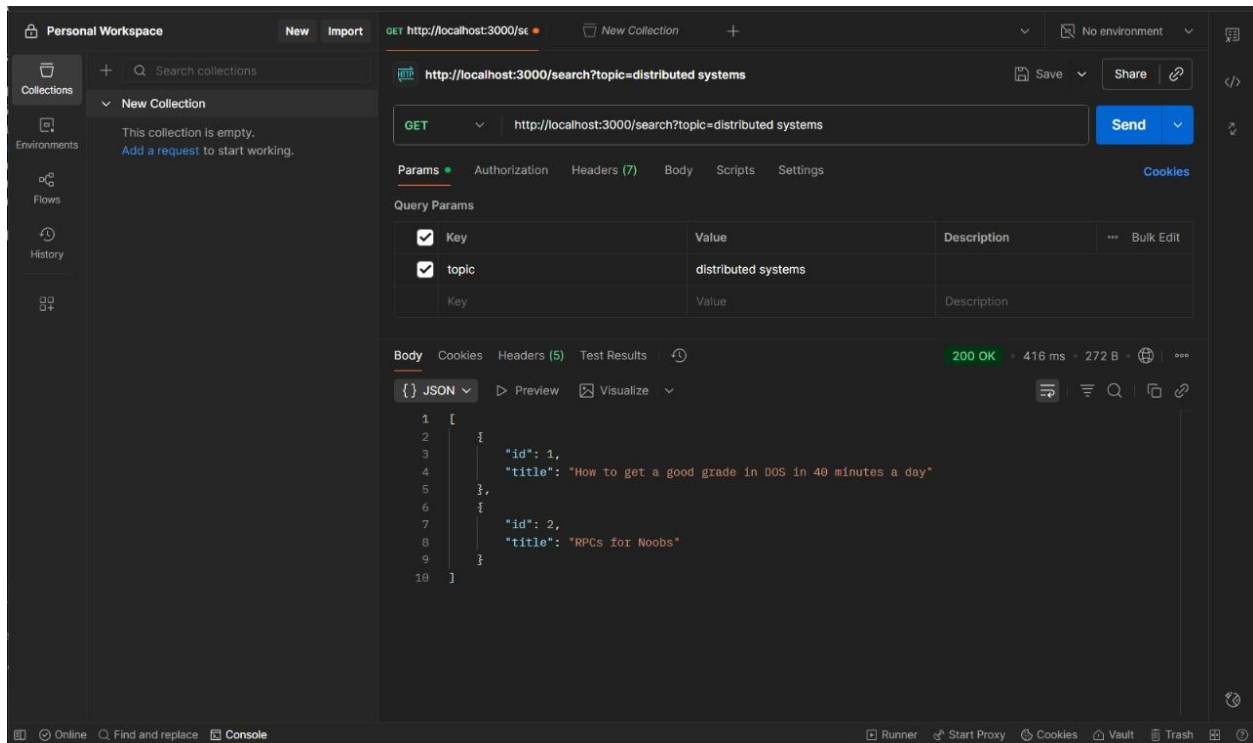 Personal Workspace New Import GET http://localhost:3000/se New Collection + No environment
Collections
Environments
Flows
History
+ Search collections
New Collection
This collection is empty.
Add a request to start working.
HTTP http://localhost:3000/search?topic=distributed systems Save Share </>
GET http://localhost:3000/search?topic=distributed systems Send
Params Authorization Headers (7) Body Scripts Settings Cookies
Query Params
Key Value Description ••• Bulk Edit
topic distributed systems
Key Value Description
Body Cookies Headers (5) Test Results 200 OK • 416 ms • 272 B •
{} JSON Preview Visualize
1 [
2 {
3 "id": 1,
4 "title": "How to get a good grade in DOS in 40 minutes a day"
5 },
6 {
7 "id": 2,
8 "title": "RPCs for Noobs"
9 }
10 ]
Online Find and replace Console Runner Start Proxy Cookies Vault Trash